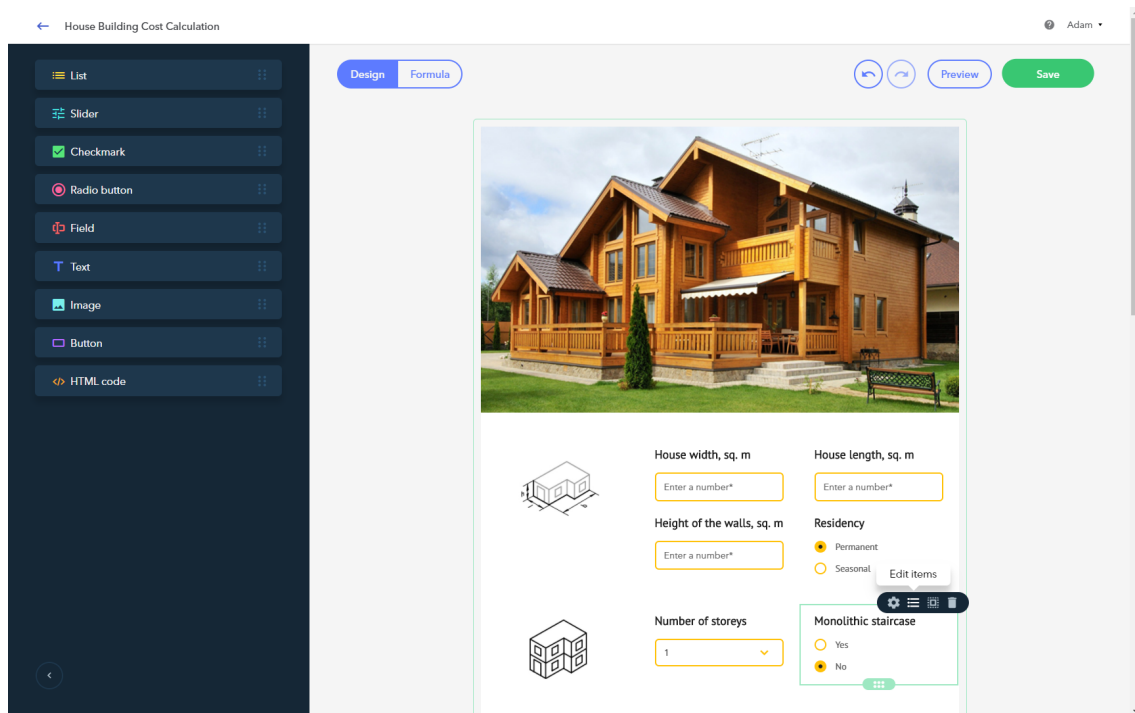 House Building Cost Calculation
Adam
List
Slider
Checkmark
Radio button
Field
Text
Image
Button
HTML code
Design Formula
Preview Save
House width, sq. m
Enter a number*
House length, sq. m
Enter a number*
Height of the walls, sq. m
Enter a number*
Residency
Permanent
Seasonal
Edit items
Number of storeys
1
Monolithic staircase
Yes
No